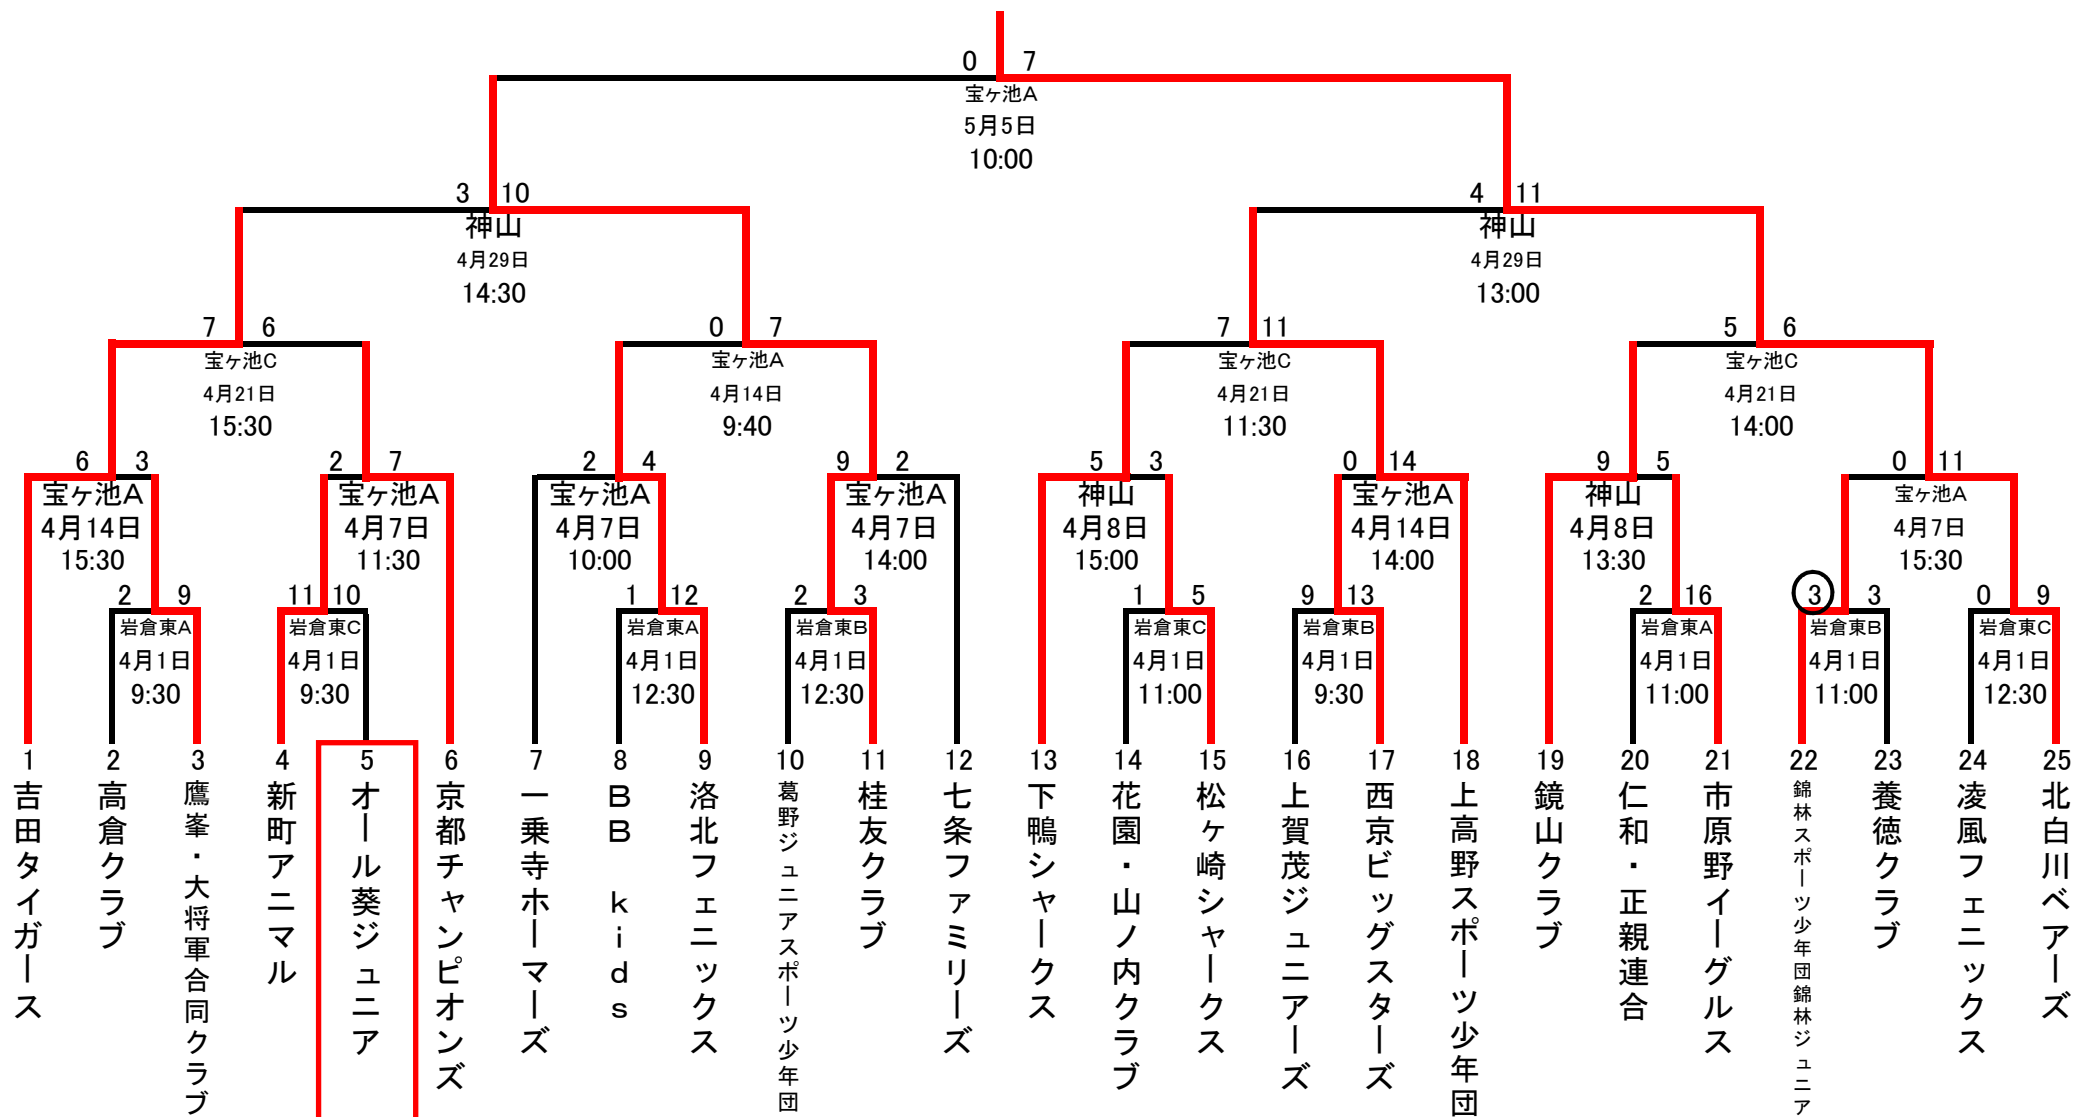 0 7
宝ヶ池A
5月5日
10:00
3 10
神山
4月29日
14:30
4 11
神山
4月29日
13:00
7 6
宝ヶ池C
4月21日
15:30
0 7
宝ヶ池A
4月14日
9:40
7 11
宝ヶ池C
4月21日
11:30
5 6
宝ヶ池C
4月21日
14:00
6 3
宝ヶ池A
4月14日
15:30
2 7
宝ヶ池A
4月7日
11:30
2 4
宝ヶ池A
4月7日
10:00
9 2
宝ヶ池A
4月7日
14:00
5 3
神山
4月8日
15:00
0 14
宝ヶ池A
4月14日
14:00
9 5
神山
4月8日
13:30
0 11
宝ヶ池A
4月7日
15:30
2 9
岩倉東A
4月1日
9:30
11 10
岩倉東C
4月1日
9:30
1 12
岩倉東A
4月1日
12:30
2 3
岩倉東B
4月1日
12:30
1 5
岩倉東C
4月1日
11:00
9 13
岩倉東B
4月1日
9:30
2 16
岩倉東A
4月1日
11:00
3 3
岩倉東B
4月1日
11:00
0 9
岩倉東C
4月1日
12:30
1
吉田タイガース
2
高倉クラブ
3
鷹峯・大将軍合同クラブ
4
新町アニマル
5
オール葵ジュニア
6
京都チャンピオンズ
7
一乗寺ホーマーズ
8
BB kids
9
洛北フェニックス
10
葛野ジュニアスポーツ少年団
11
桂友クラブ
12
七条ファミリーズ
13
下鴨シャークス
14
花園・山ノ内クラブ
15
松ヶ崎シャークス
16
上賀茂ジュニアーズ
17
西京ビッグスターズ
18
上高野スポーツ少年団
19
鏡山クラブ
20
仁和・正親連合
21
市原野イーグルス
22
錦林スポーツ少年団錦林ジュニア
23
養徳クラブ
24
凌風フェニックス
25
北白川ベアーズ